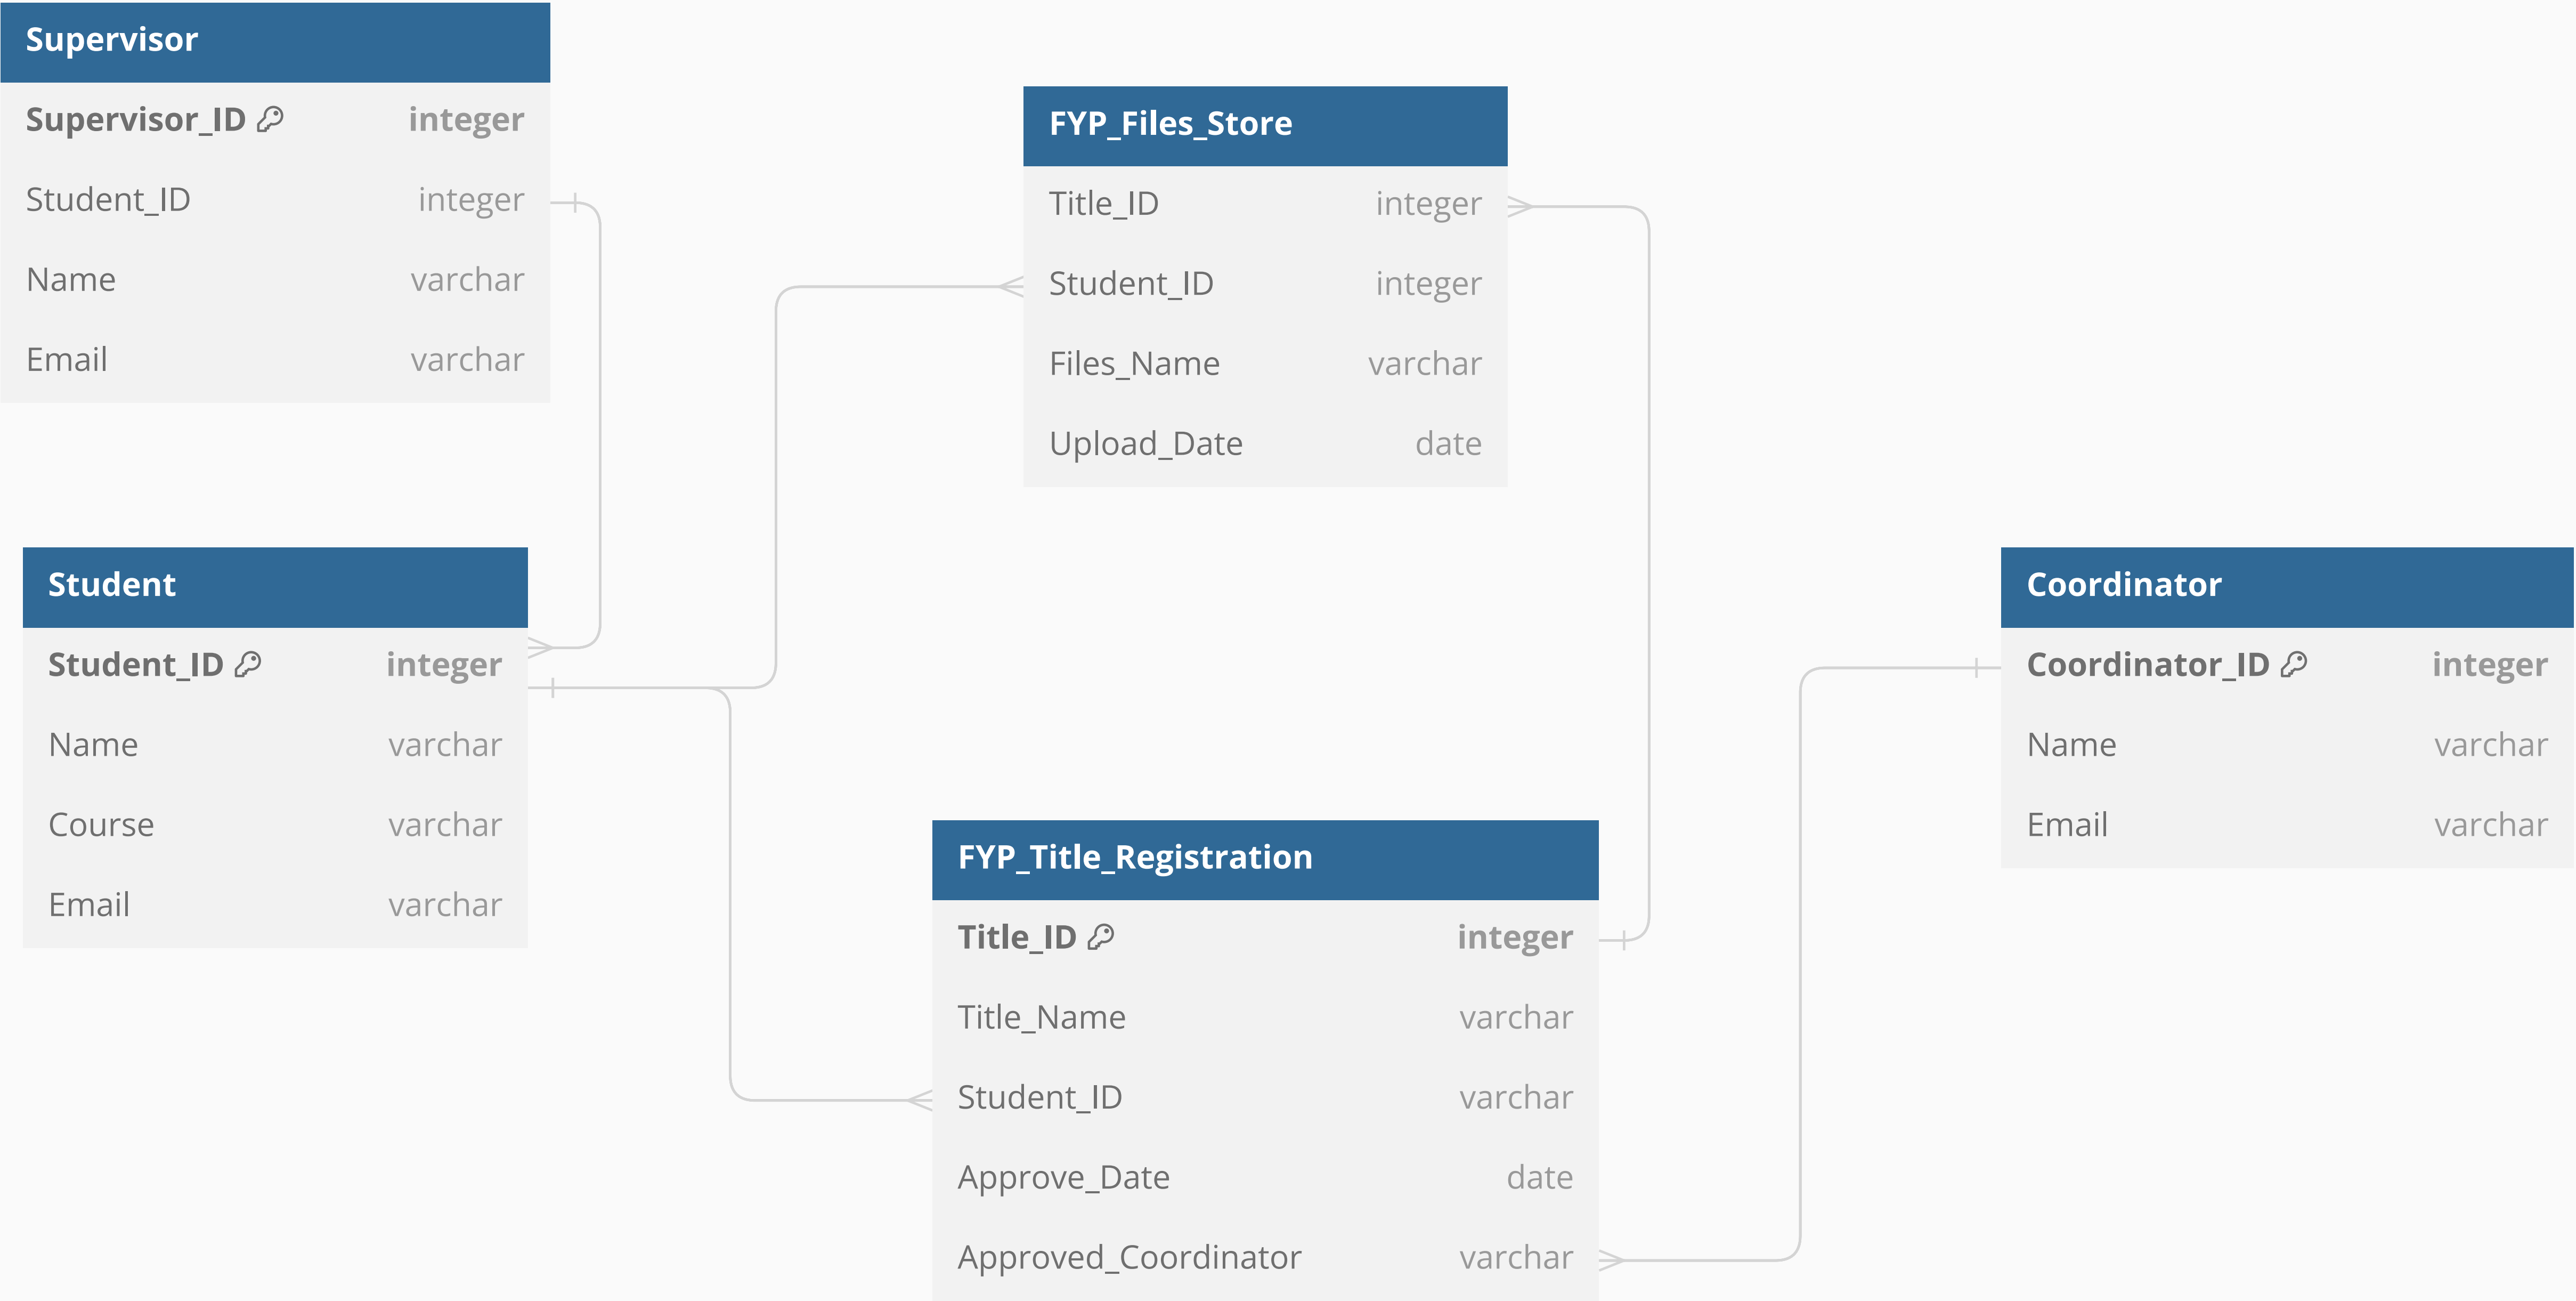 Supervisor
Supervisor_ID integer
Student_ID integer
Name varchar
Email varchar
FYP_Files_Store
Title_ID integer
Student_ID integer
Files_Name varchar
Upload_Date date
Student
Student_ID integer
Name varchar
Course varchar
Email varchar
FYP_Title_Registration
Title_ID integer
Title_Name varchar
Student_ID varchar
Approve_Date date
Approved_Coordinator varchar
Coordinator
Coordinator_ID integer
Name varchar
Email varchar